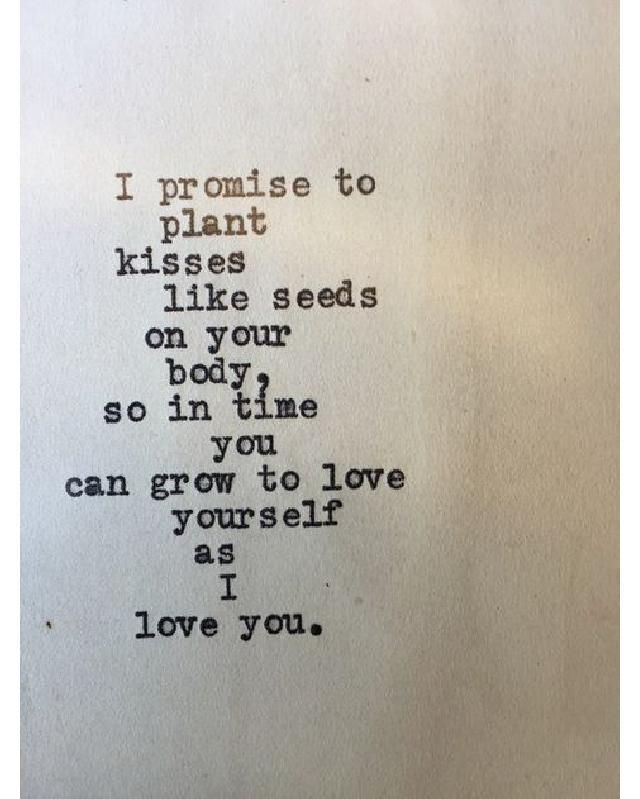 I promise to
plant
kisses
like seeds
on your
body,
so in time
you
can grow to love
yourself
as
I
love you.